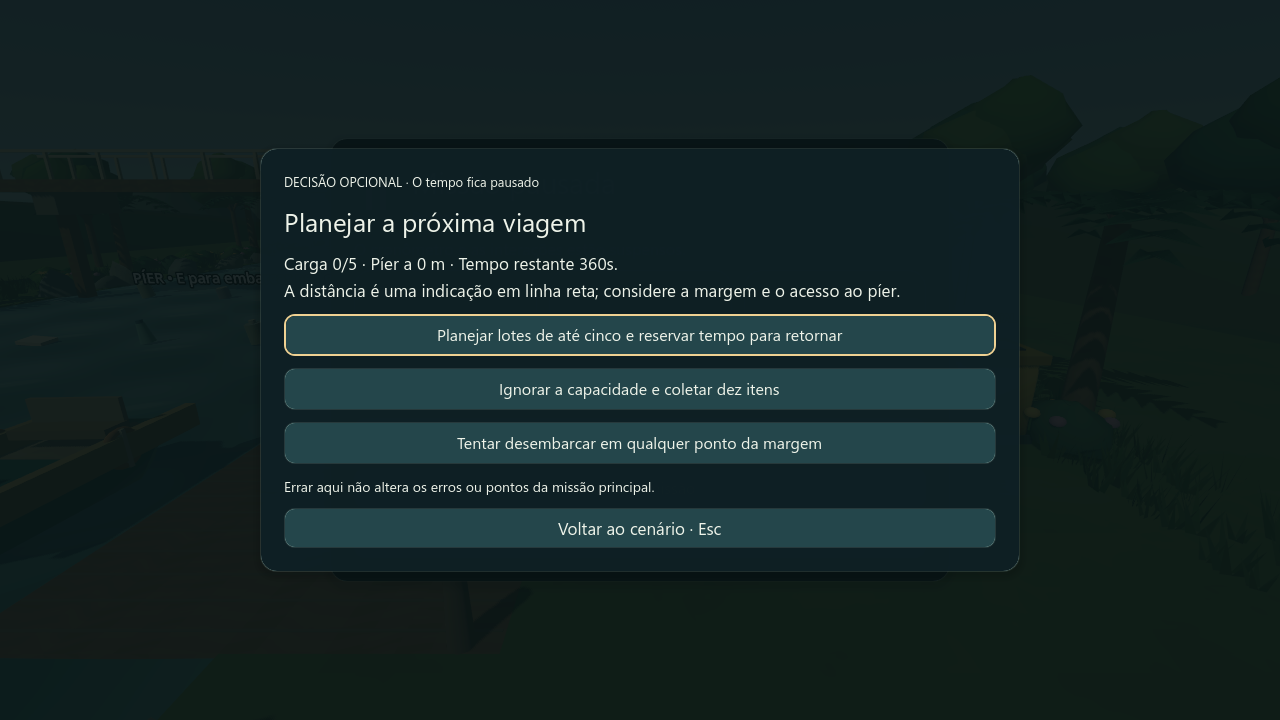 DECISÃO OPCIONAL · O tempo fica pausado
Planejar a próxima viagem
Carga 0/5 · Píer a 0 m · Tempo restante 360s.
A distância é uma indicação em linha reta; considere a margem e o acesso ao píer.
PÍER · E para emba
Planejar lotes de até cinco e reservar tempo para retornar
Ignorar a capacidade e coletar dez itens
Tentar desembarcar em qualquer ponto da margem
Errar aqui não altera os erros ou pontos da missão principal.
Voltar ao cenário · Esc